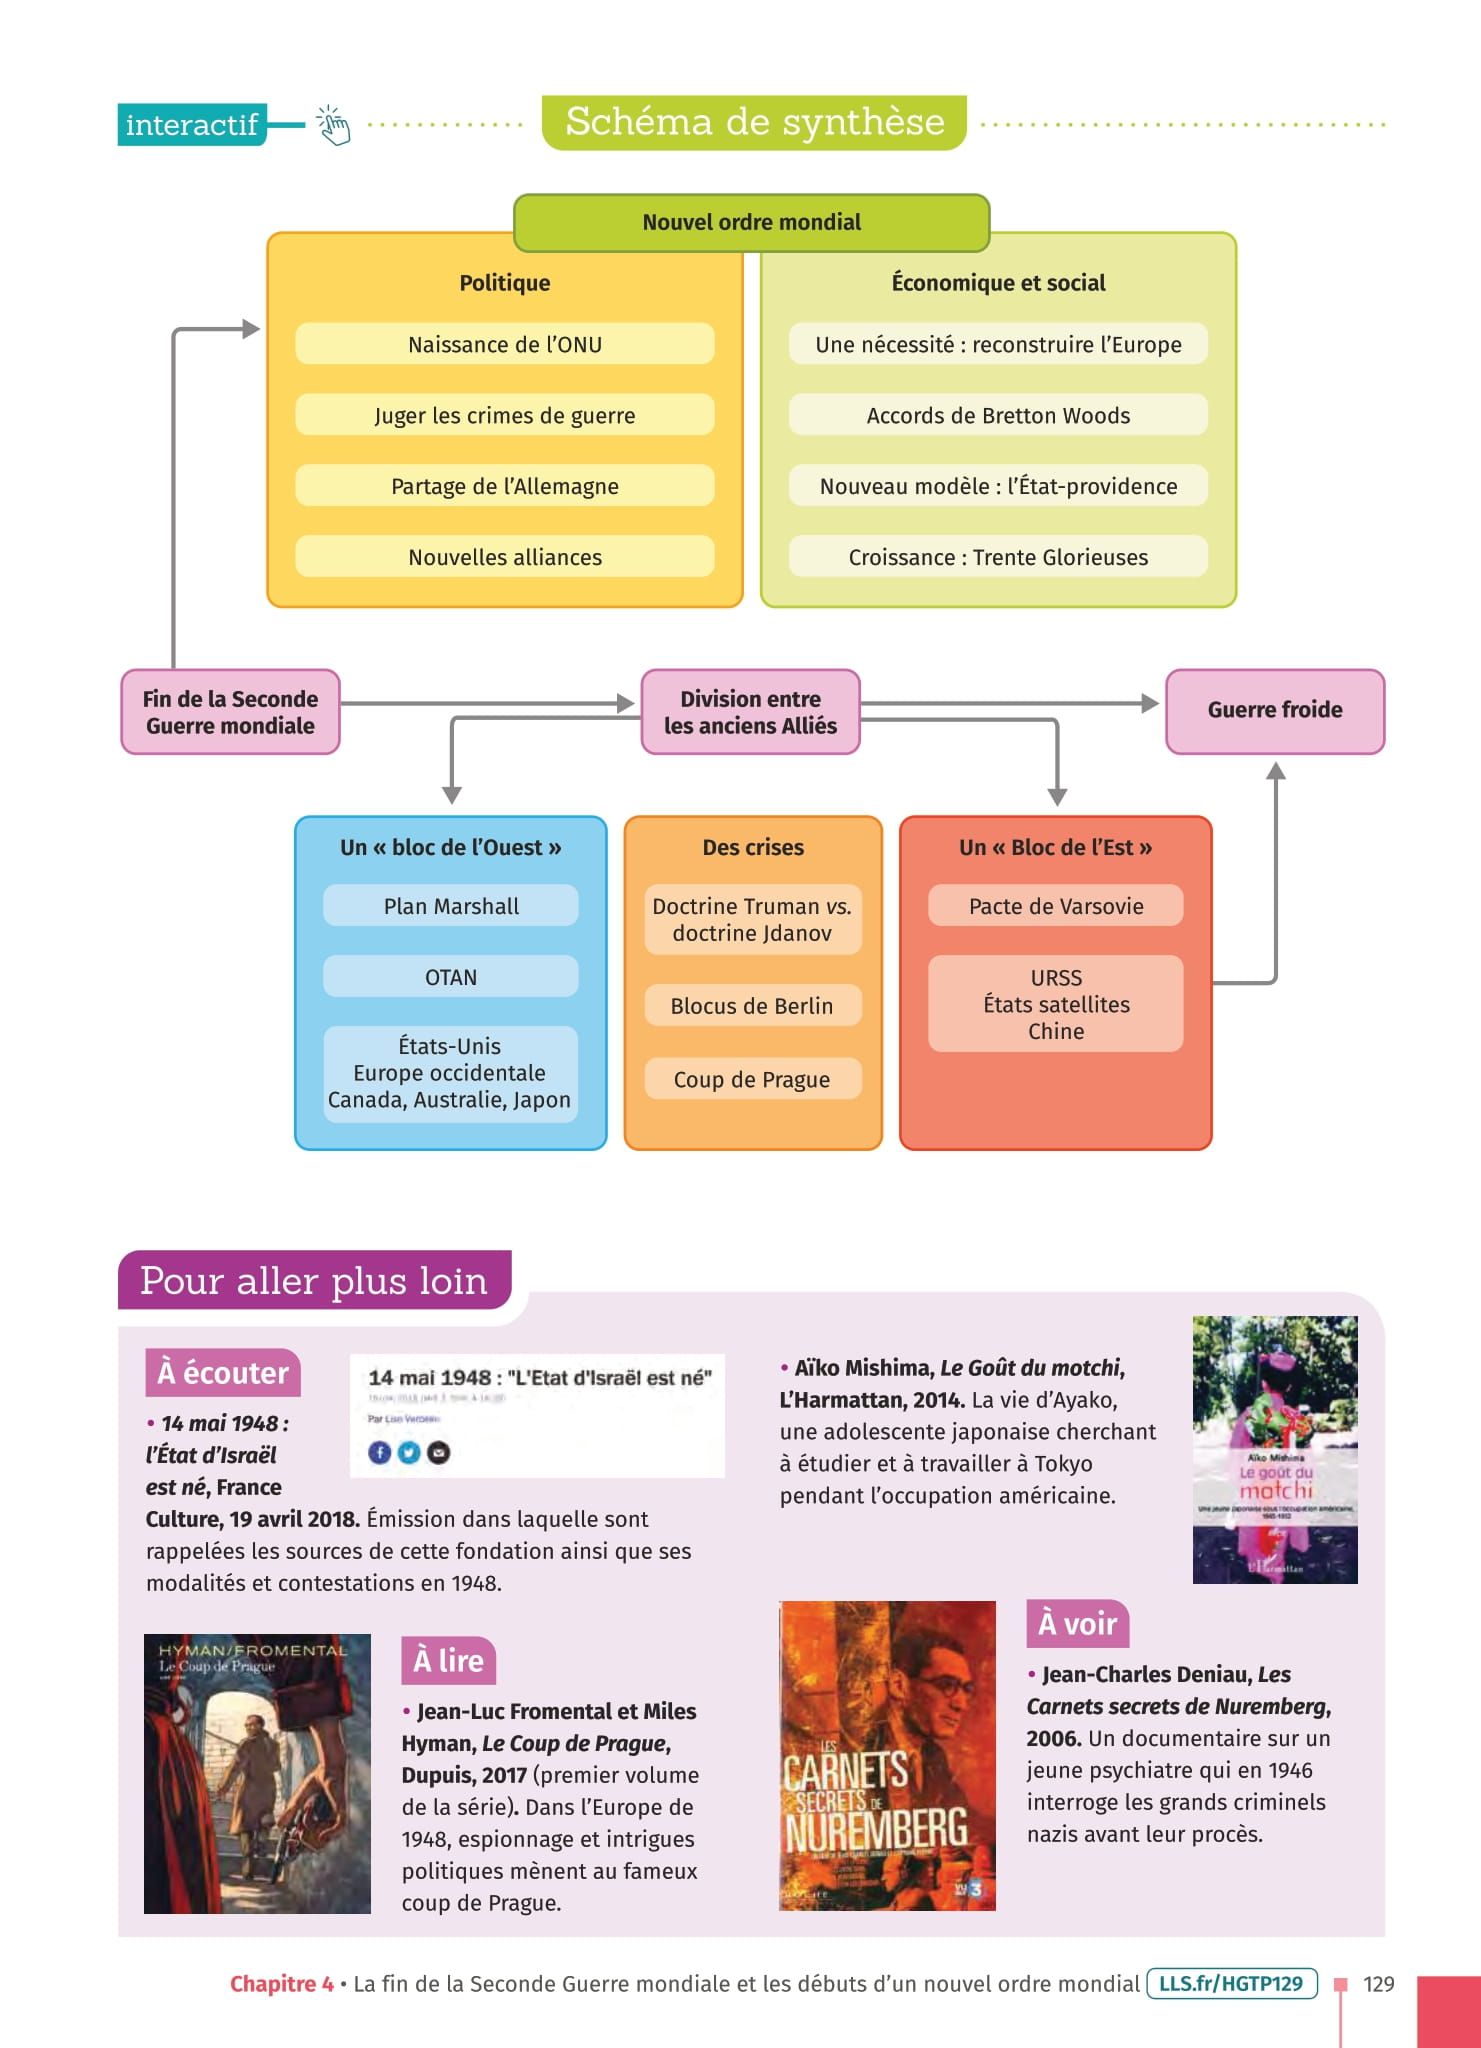 interactif
Schéma de synthèse
Nouvel ordre mondial
Politique
Naissance de l'ONU
Juger les crimes de guerre
Partage de l'Allemagne
Nouvelles alliances
Économique et social
Une nécessité : reconstruire l'Europe
Accords de Bretton Woods
Nouveau modèle : l'État-providence
Croissance : Trente Glorieuses
Fin de la Seconde
Guerre mondiale
Division entre
les anciens Alliés
Guerre froide
Un « bloc de l'Ouest »
Plan Marshall
OTAN
États-Unis
Europe occidentale
Canada, Australie, Japon
Des crises
Doctrine Truman vs.
doctrine Jdanov
Blocus de Berlin
Coup de Prague
Un « Bloc de l'Est »
Pacte de Varsovie
URSS
États satellites
Chine
Pour aller plus loin
À écouter
14 mai 1948 : "L'Etat d'Israël est né"
Par
• 14 mai 1948 :
l'État d'Israël
est né, France
Culture, 19 avril 2018. Émission dans laquelle sont
rappelées les sources de cette fondation ainsi que ses
modalités et contestations en 1948.
HYMAN/FROMENTAL
Le Coup de Prague
À lire
• Jean-Luc Fromental et Miles
Hyman, Le Coup de Prague,
Dupuis, 2017 (premier volume
de la série). Dans l'Europe de
1948, espionnage et intrigues
politiques mènent au fameux
coup de Prague.
• Aïko Mishima, Le Goût du motchi,
L'Harmattan, 2014. La vie d'Ayako,
une adolescente japonaise cherchant
à étudier et à travailler à Tokyo
pendant l'occupation américaine.
Aïko Mishima
Le goût du
motchi
Une jeune japonaise sous l'occupation américaine,
1945-1952
L'Harmattan
LES
CARNETS
SECRETS DE
NUREMBERG
3
À voir
• Jean-Charles Deniau, Les
Carnets secrets de Nuremberg,
2006. Un documentaire sur un
jeune psychiatre qui en 1946
interroge les grands criminels
nazis avant leur procès.
Chapitre 4 • La fin de la Seconde Guerre mondiale et les débuts d'un nouvel ordre mondial LLS.fr/HGTP129 129